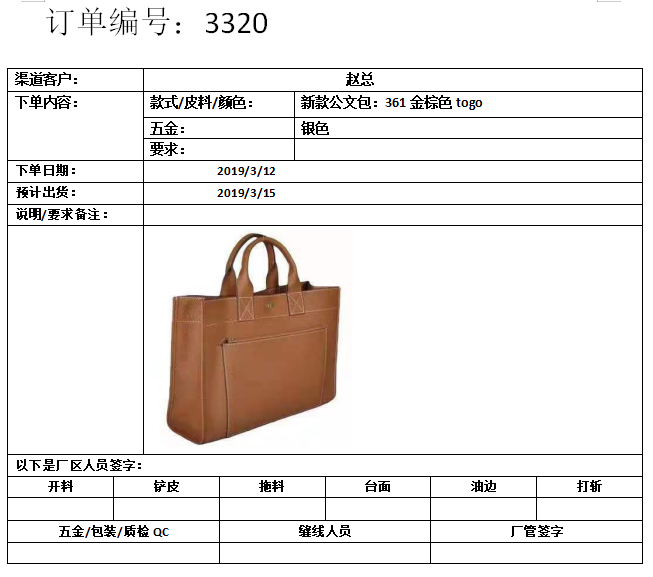 订单编号：3320
渠道客户： 赵总
下单内容： 款式/皮料/颜色： 新款公文包：361 金棕色 togo
五金： 银色
要求：
下单日期： 2019/3/12
预计出货： 2019/3/15
说明/要求备注：
以下是厂区人员签字：
开料 铲皮 拖料 台面 油边 打斩
五金/包装/质检 QC 缝线人员 厂管签字